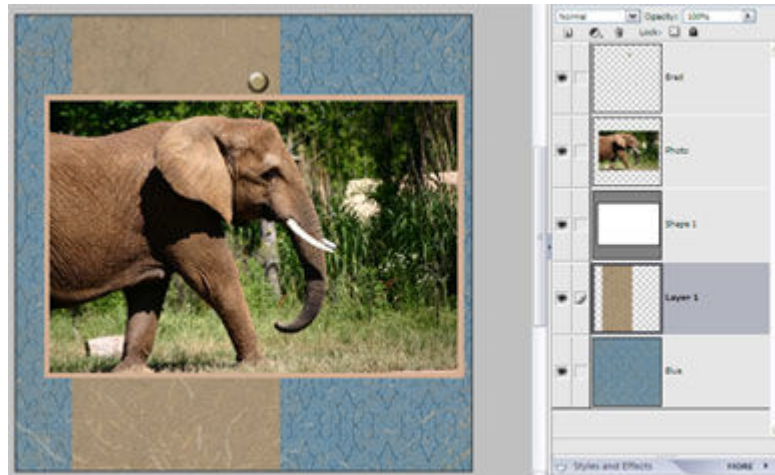 Normal Opacity: 100%
Lock:
Brad
Photo
Shape 1
Layer 1
Blue
Styles and Effects MORE